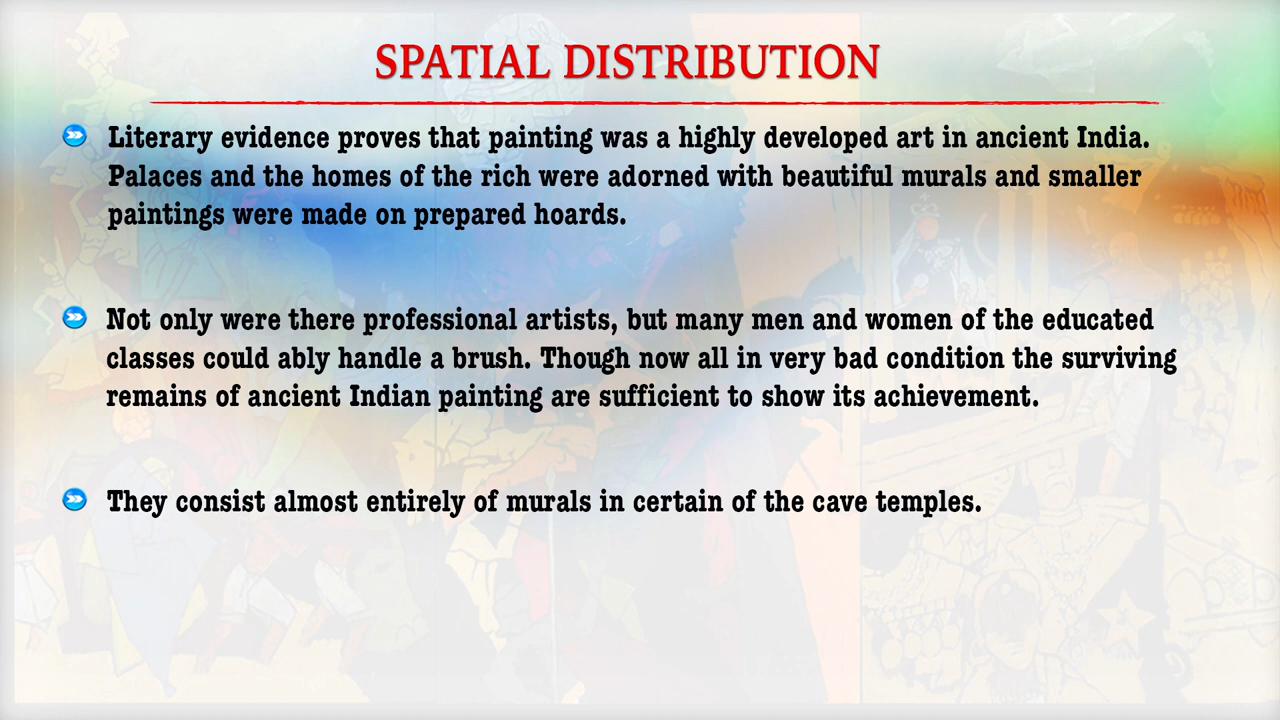 SPATIAL DISTRIBUTION
Literary evidence proves that painting was a highly developed art in ancient India.
Palaces and the homes of the rich were adorned with beautiful murals and smaller
paintings were made on prepared hoards.
Not only were there professional artists, but many men and women of the educated
classes could ably handle a brush. Though now all in very bad condition the surviving
remains of ancient Indian painting are sufficient to show its achievement.
They consist almost entirely of murals in certain of the cave temples.